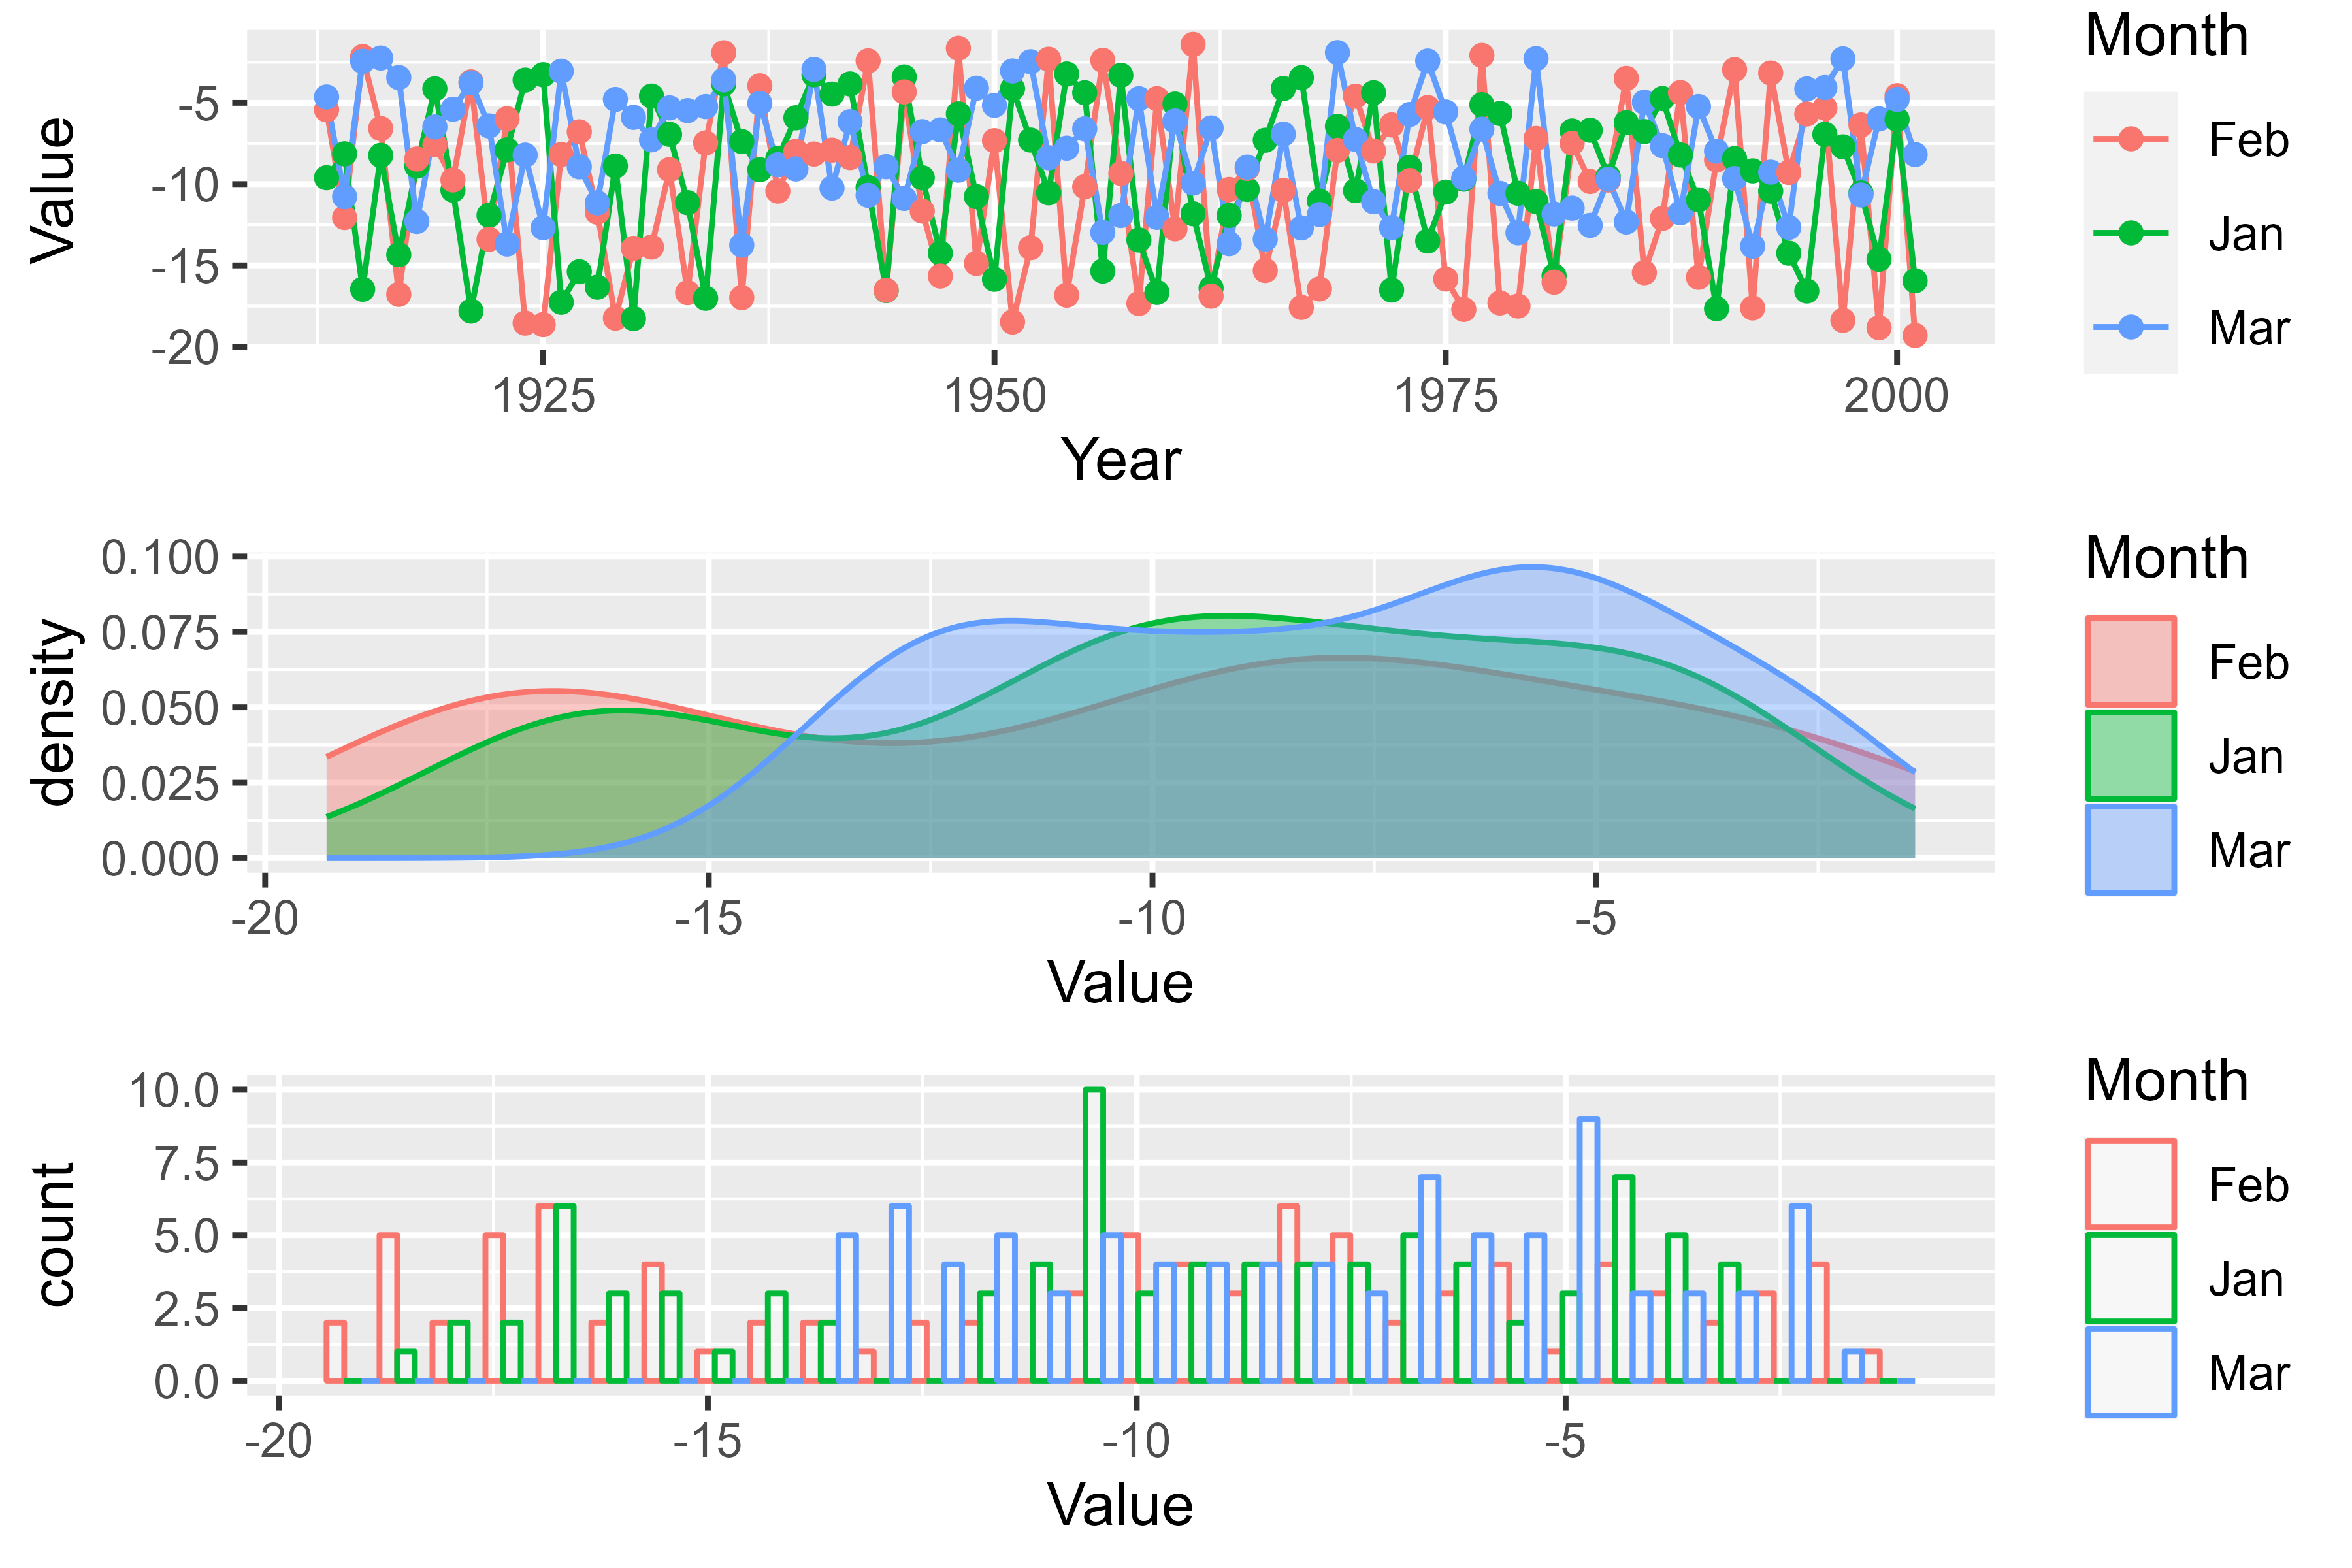 Value
-5
-10
-15
-20
1925 1950 1975 2000
Year
Month
Feb
Jan
Mar
density
0.100
0.075
0.050
0.025
0.000
-20 -15 -10 -5
Value
Month
Feb
Jan
Mar
count
10.0
7.5
5.0
2.5
0.0
-20 -15 -10 -5
Value
Month
Feb
Jan
Mar